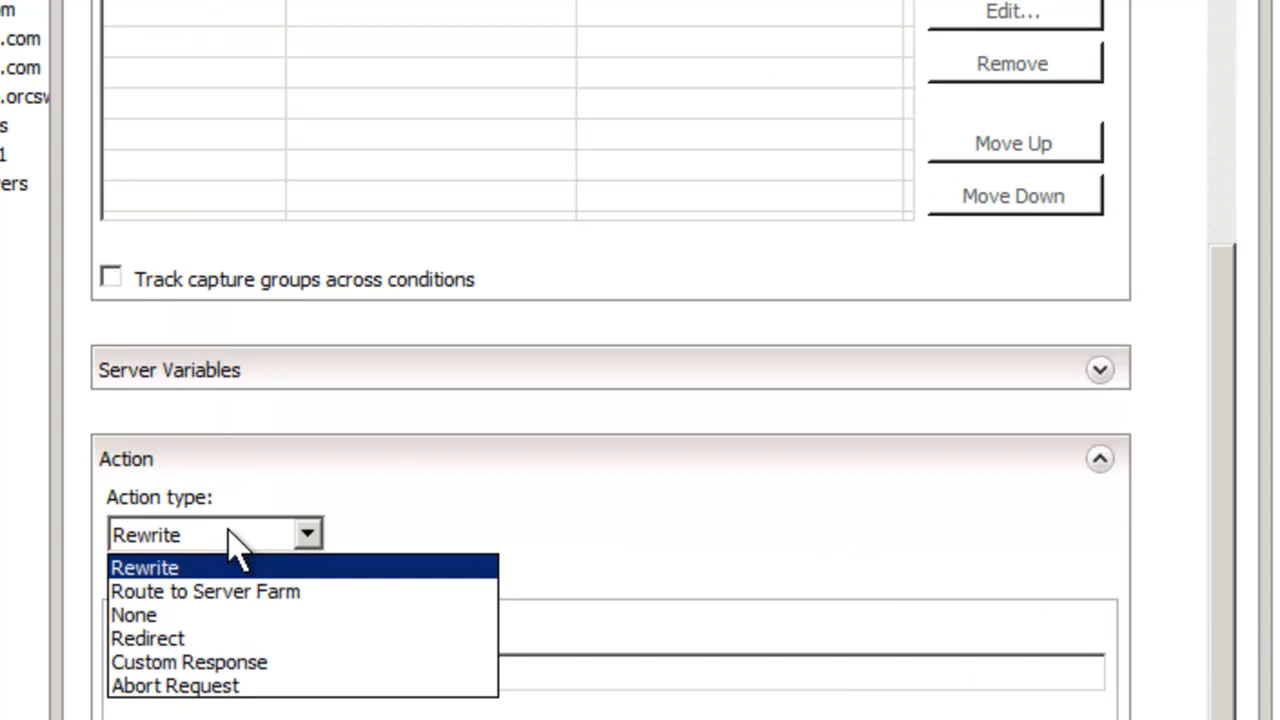 m
.com
.com
.orcsw
s
1
ers
Edit...
Remove
Move Up
Move Down
Track capture groups across conditions
Server Variables
Action
Action type:
Rewrite
Rewrite
Route to Server Farm
None
Redirect
Custom Response
Abort Request